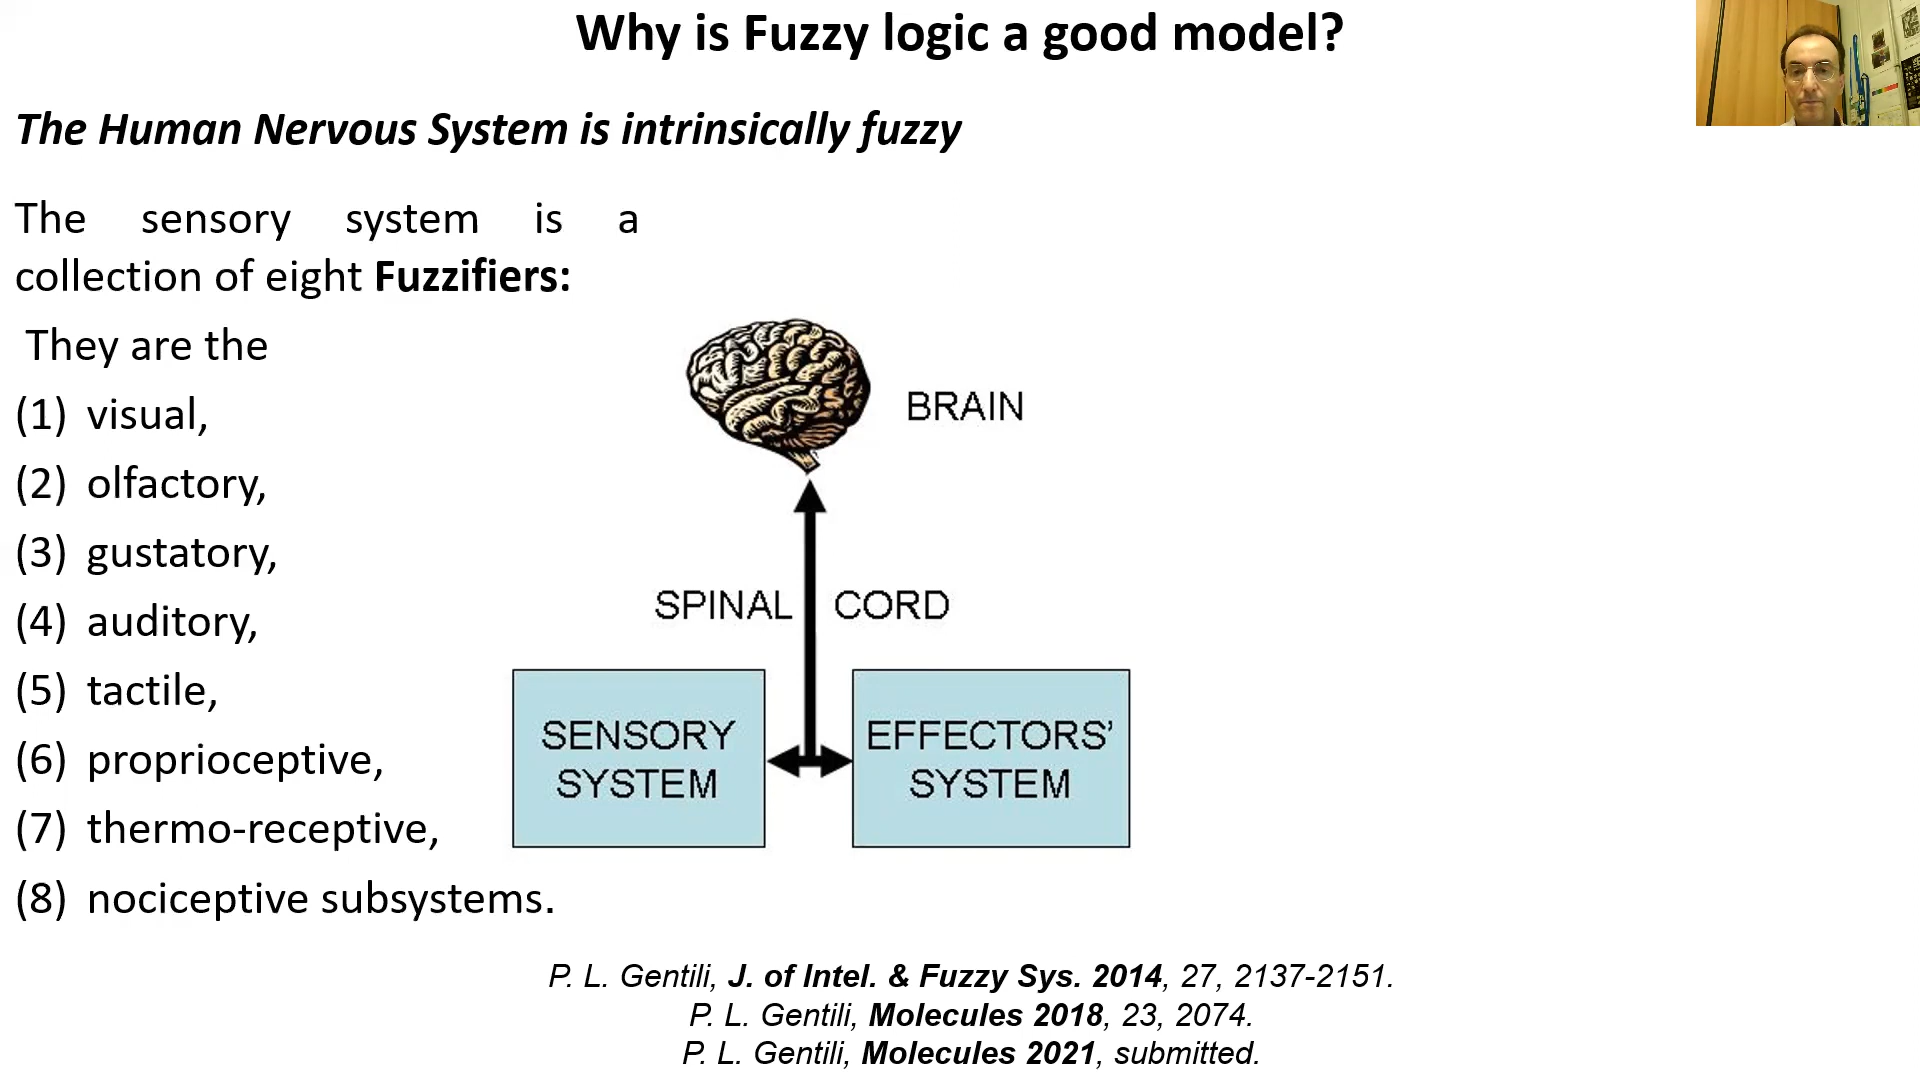 Why is Fuzzy logic a good model?
The Human Nervous System is intrinsically fuzzy
The sensory system is a
collection of eight Fuzzifiers:
They are the
(1) visual,
(2) olfactory,
(3) gustatory,
(4) auditory,
(5) tactile,
(6) proprioceptive,
(7) thermo-receptive,
(8) nociceptive subsystems.
BRAIN
SPINAL CORD
SENSORY
SYSTEM
EFFECTORS'
SYSTEM
P. L. Gentili, J. of Intel. & Fuzzy Sys. 2014, 27, 2137-2151.
P. L. Gentili, Molecules 2018, 23, 2074.
P. L. Gentili, Molecules 2021, submitted.